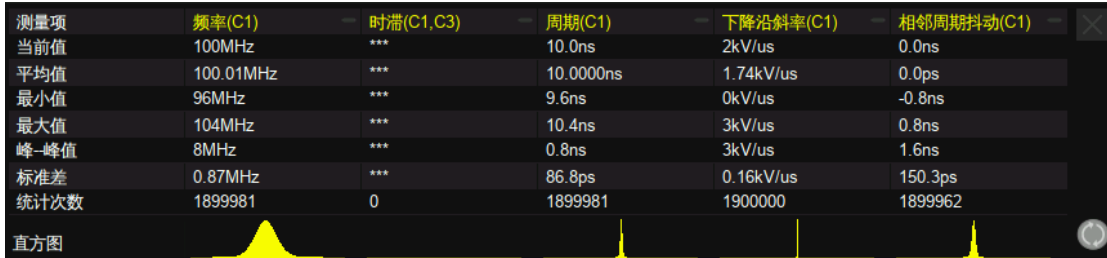 测量项 频率(C1) 时滞(C1,C3) 周期(C1) 下降沿斜率(C1) 相邻周期抖动(C1)
当前值 100MHz *** 10.0ns 2kV/us 0.0ns
平均值 100.01MHz *** 10.0000ns 1.74kV/us 0.0ps
最小值 96MHz *** 9.6ns 0kV/us -0.8ns
最大值 104MHz *** 10.4ns 3kV/us 0.8ns
峰--峰值 8MHz *** 0.8ns 3kV/us 1.6ns
标准差 0.87MHz *** 86.8ps 0.16kV/us 150.3ps
统计次数 1899981 0 1899981 1900000 1899962
直方图